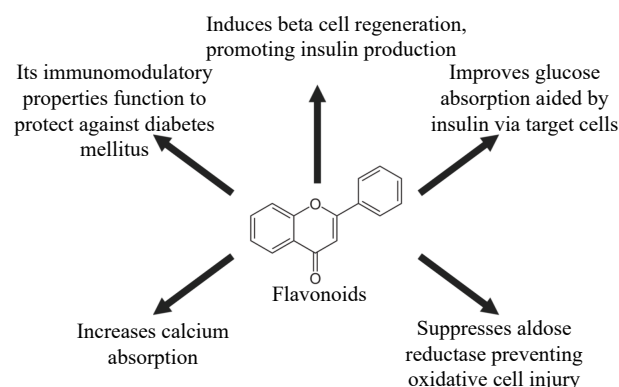 Induces beta cell regeneration,
promoting insulin production
Its immunomodulatory
properties function to
protect against diabetes
mellitus
Improves glucose
absorption aided by
insulin via target cells
O
O
Flavonoids
Increases calcium
absorption
Suppresses aldose
reductase preventing
oxidative cell injury